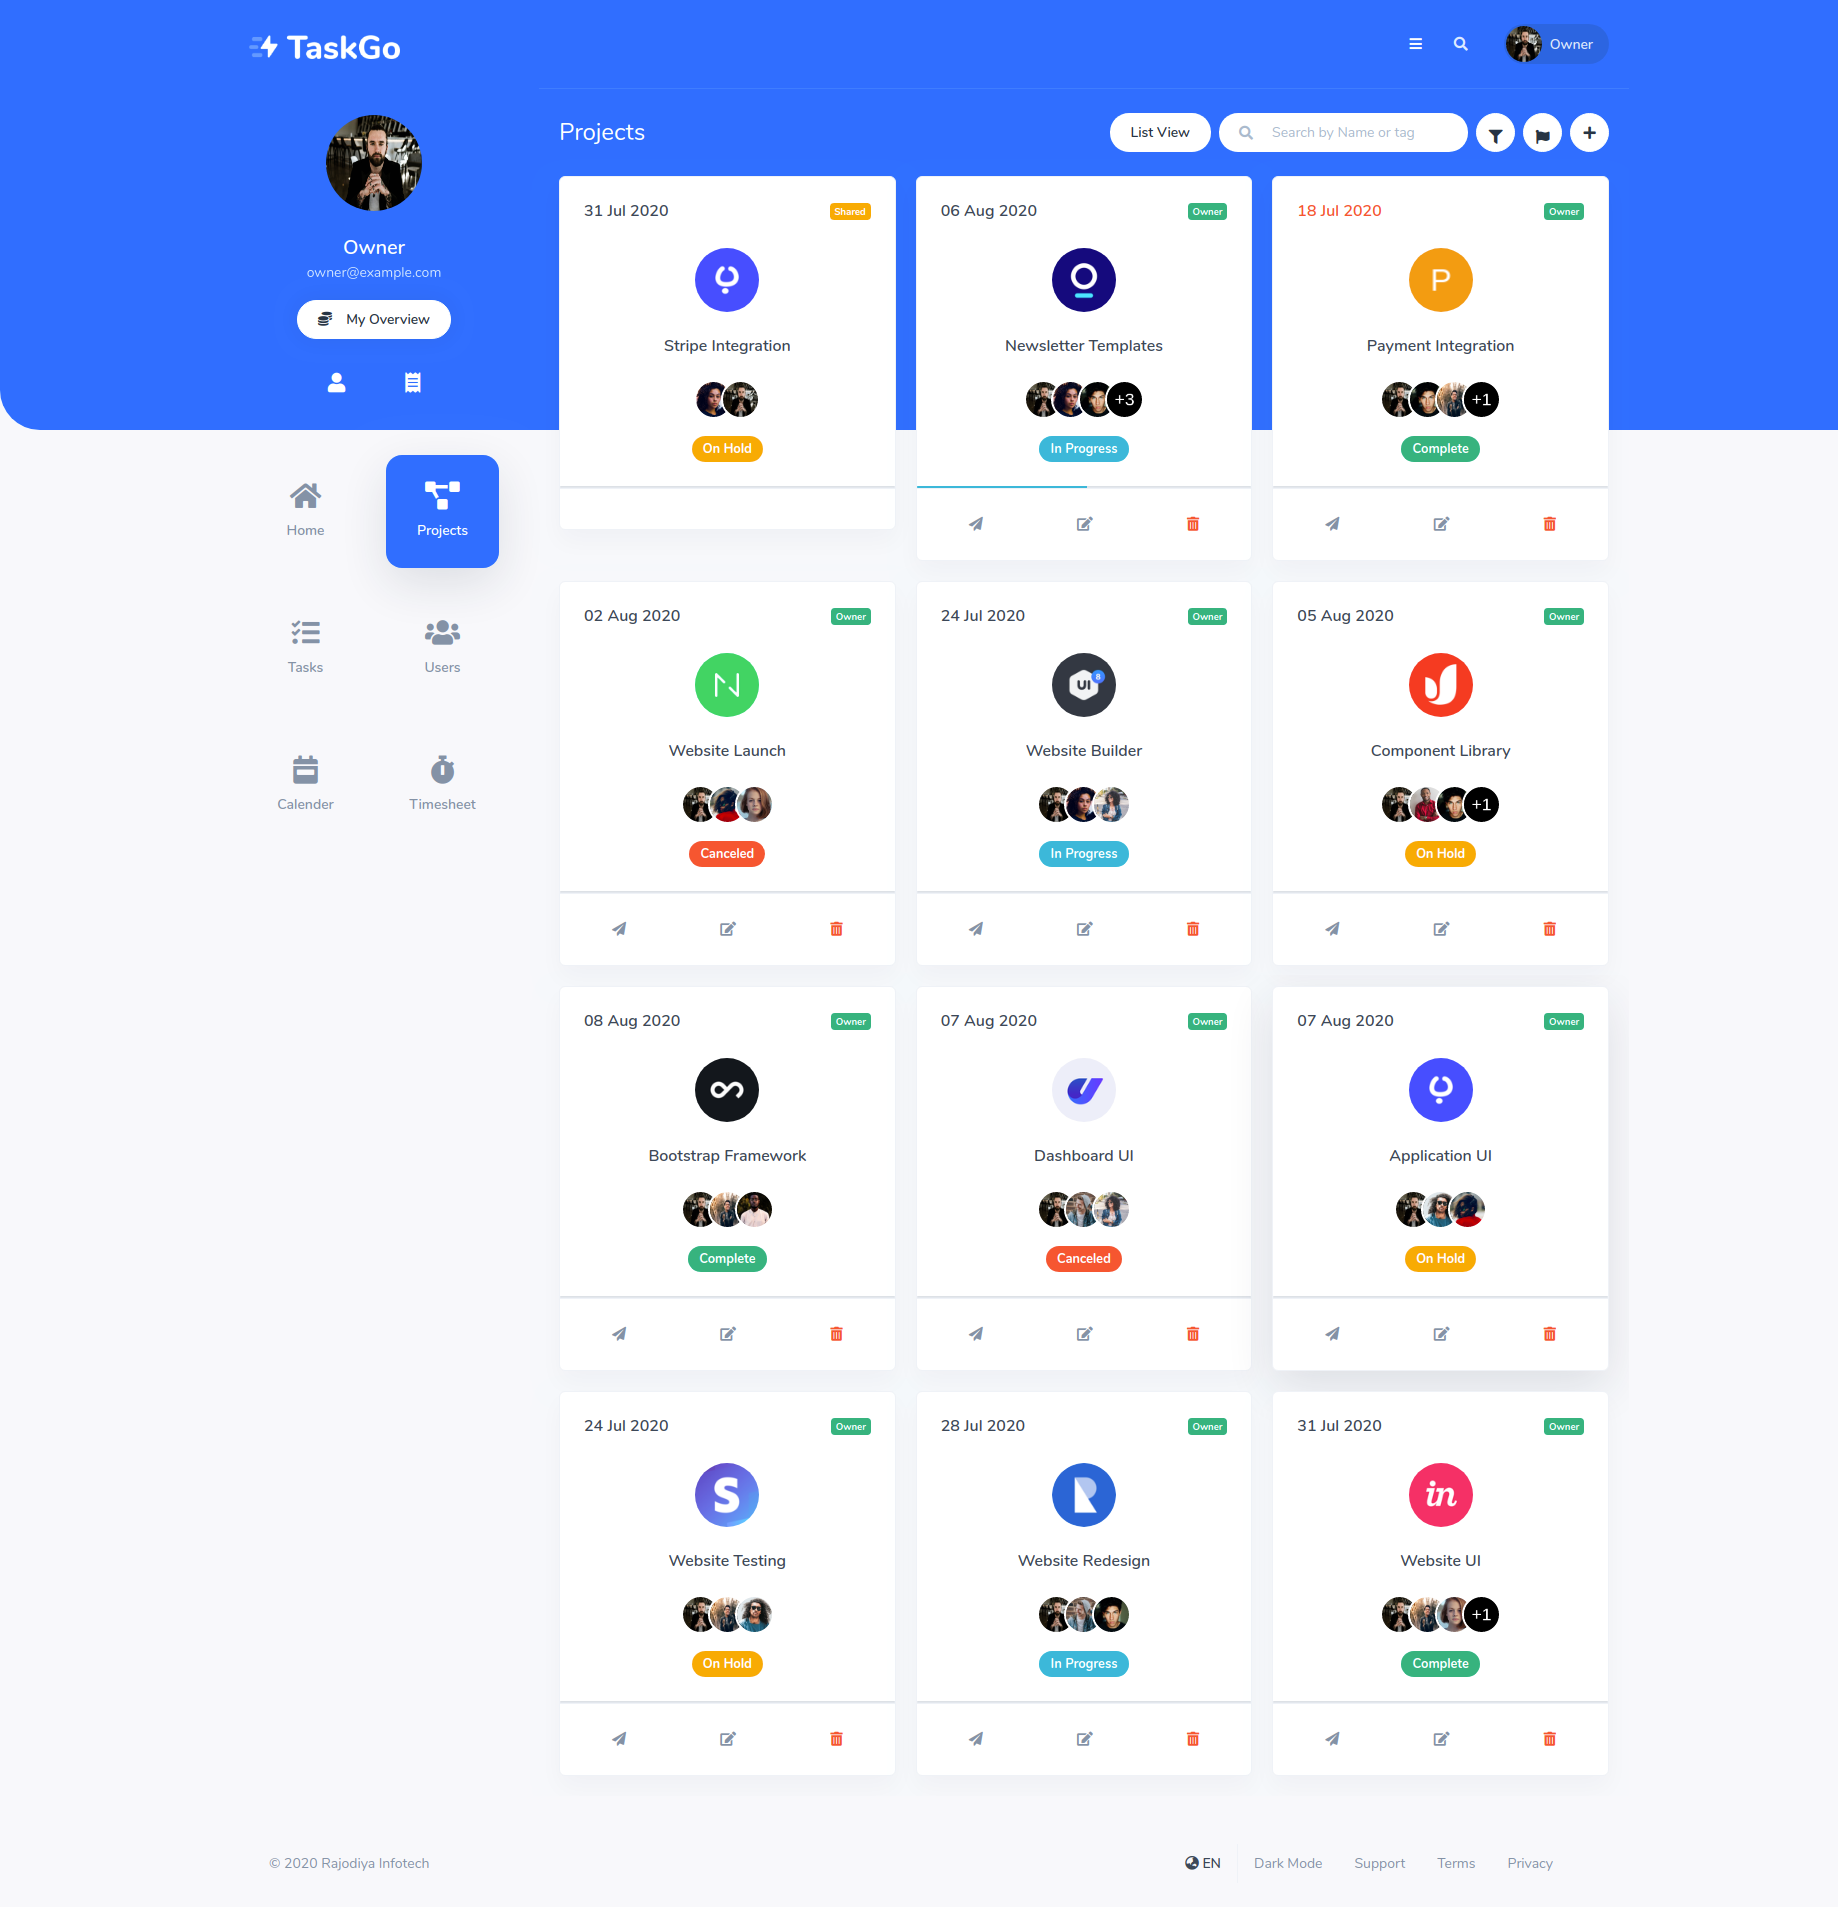 TaskGo
Owner
Projects
List View
Search by Name or tag
Owner
owner@example.com
My Overview
Home
Projects
Tasks
Users
Calender
Timesheet
31 Jul 2020
Shared
Stripe Integration
On Hold
06 Aug 2020
Owner
Newsletter Templates
+3
In Progress
18 Jul 2020
Owner
P
Payment Integration
+1
Complete
02 Aug 2020
Owner
N
Website Launch
Canceled
24 Jul 2020
Owner
UI 8
Website Builder
In Progress
05 Aug 2020
Owner
Component Library
+1
On Hold
08 Aug 2020
Owner
Bootstrap Framework
Complete
07 Aug 2020
Owner
Dashboard UI
Canceled
07 Aug 2020
Owner
Application UI
On Hold
24 Jul 2020
Owner
S
Website Testing
On Hold
28 Jul 2020
Owner
R
Website Redesign
In Progress
31 Jul 2020
Owner
in
Website UI
+1
Complete
© 2020 Rajodiya Infotech
EN
Dark Mode
Support
Terms
Privacy